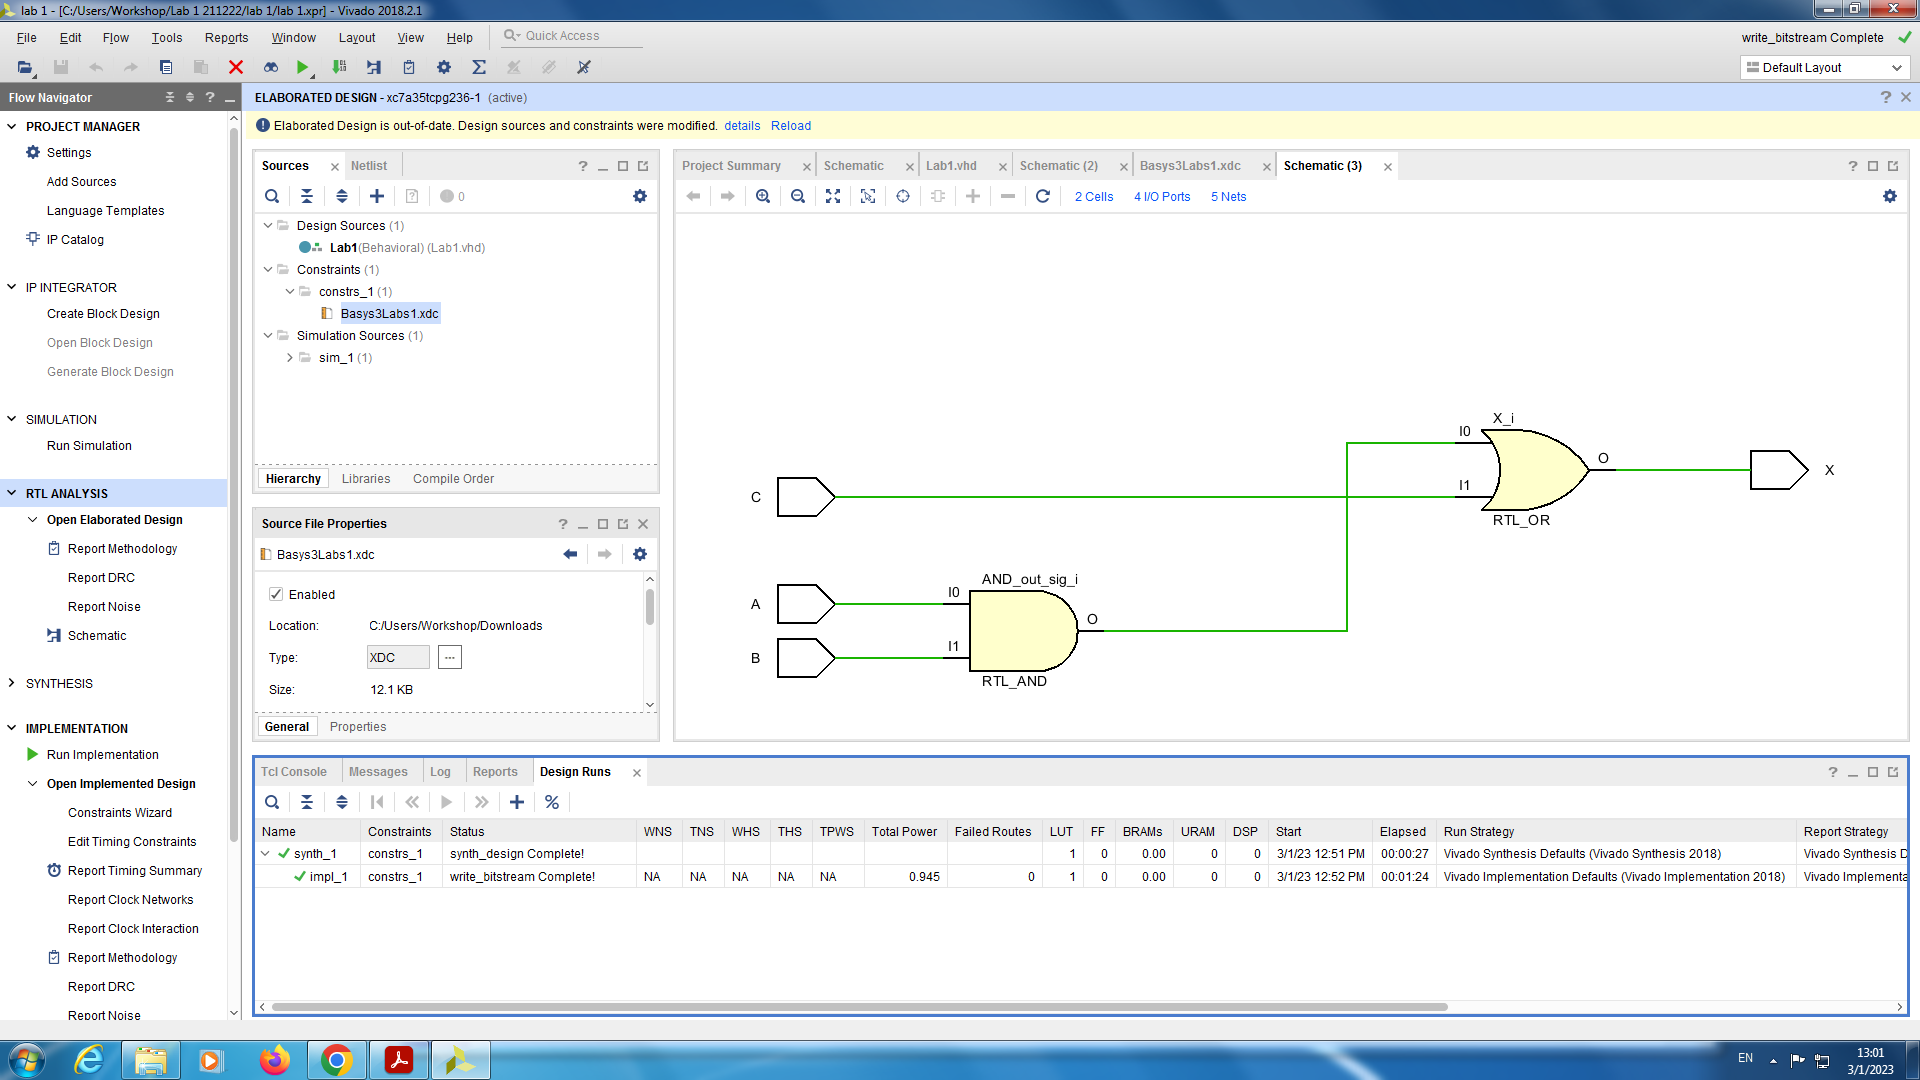 lab 1 - [C:/Users/Workshop/Lab 1 211222/lab 1/lab 1.xpr] - Vivado 2018.2.1
File Edit Flow Tools Reports Window Layout View Help Quick Access
write_bitstream Complete
Default Layout
Flow Navigator
ELABORATED DESIGN - xc7a35tcpg236-1 (active)
Elaborated Design is out-of-date. Design sources and constraints were modified. details Reload
PROJECT MANAGER
Settings
Add Sources
Language Templates
IP Catalog
IP INTEGRATOR
Create Block Design
Open Block Design
Generate Block Design
SIMULATION
Run Simulation
RTL ANALYSIS
Open Elaborated Design
Report Methodology
Report DRC
Report Noise
Schematic
SYNTHESIS
IMPLEMENTATION
Run Implementation
Open Implemented Design
Constraints Wizard
Edit Timing Constraints
Report Timing Summary
Report Clock Networks
Report Clock Interaction
Report Methodology
Report DRC
Report Noise
Sources Netlist
0
Design Sources (1)
Lab1(Behavioral) (Lab1.vhd)
Constraints (1)
constrs_1 (1)
Basys3Labs1.xdc
Simulation Sources (1)
sim_1 (1)
Hierarchy Libraries Compile Order
Source File Properties
Basys3Labs1.xdc
Enabled
Location: C:/Users/Workshop/Downloads
Type: XDC
Size: 12.1 KB
General Properties
Project Summary Schematic Lab1.vhd Schematic (2) Basys3Labs1.xdc Schematic (3)
2 Cells 4 I/O Ports 5 Nets
X_i
I0
O
X
I1
C
RTL_OR
AND_out_sig_i
I0
A
O
I1
B
RTL_AND
Tcl Console Messages Log Reports Design Runs
Name Constraints Status WNS TNS WHS THS TPWS Total Power Failed Routes LUT FF BRAMs URAM DSP Start Elapsed Run Strategy Report Strategy
synth_1 constrs_1 synth_design Complete! 1 0 0.00 0 0 3/1/23 12:51 PM 00:00:27 Vivado Synthesis Defaults (Vivado Synthesis 2018) Vivado Synthesis D
impl_1 constrs_1 write_bitstream Complete! NA NA NA NA NA 0.945 0 1 0 0.00 0 0 3/1/23 12:52 PM 00:01:24 Vivado Implementation Defaults (Vivado Implementation 2018) Vivado Implementa
EN
13:01
3/1/2023